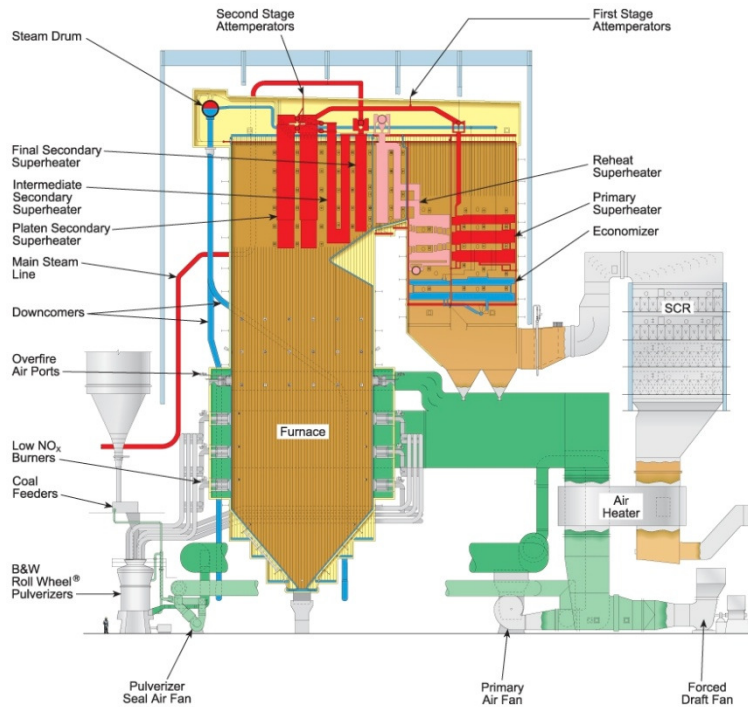 Second Stage
Attemperators
First Stage
Attemperators
Steam Drum
Final Secondary
Superheater
Intermediate
Secondary
Superheater
Platen Secondary
Superheater
Main Steam
Line
Downcomers
Overfire
Air Ports
Low NOx
Burners
Coal
Feeders
B&W
Roll Wheel®
Pulverizers
Reheat
Superheater
Primary
Superheater
Economizer
SCR
Furnace
Air
Heater
Pulverizer
Seal Air Fan
Primary
Air Fan
Forced
Draft Fan